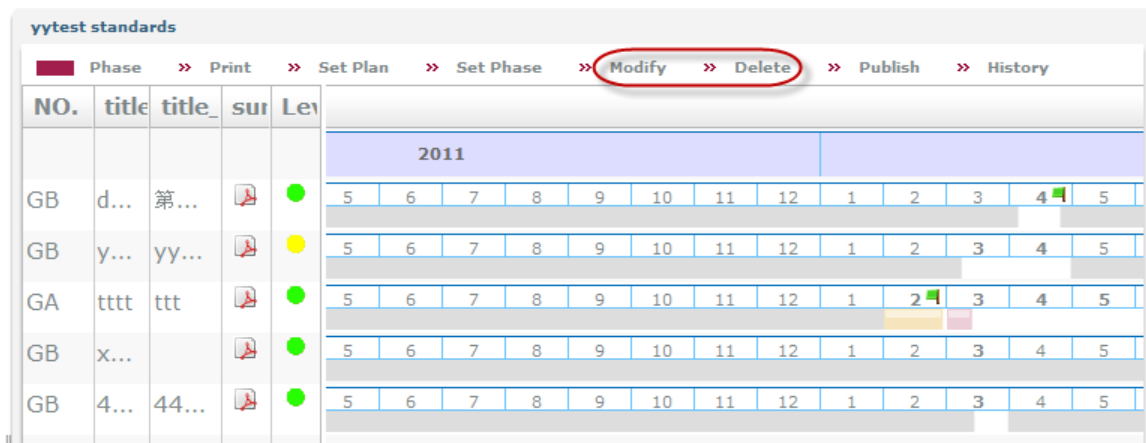 yytest standards
Phase » Print » Set Plan » Set Phase » Modify » Delete » Publish » History
NO. title title_ sur Lev
2011
GB d... 第... 5 6 7 8 9 10 11 12 1 2 3 4 5
GB y... yy... 5 6 7 8 9 10 11 12 1 2 3 4 5
GA tttt ttt 5 6 7 8 9 10 11 12 1 2 3 4 5
GB x... 5 6 7 8 9 10 11 12 1 2 3 4 5
GB 4... 44... 5 6 7 8 9 10 11 12 1 2 3 4 5